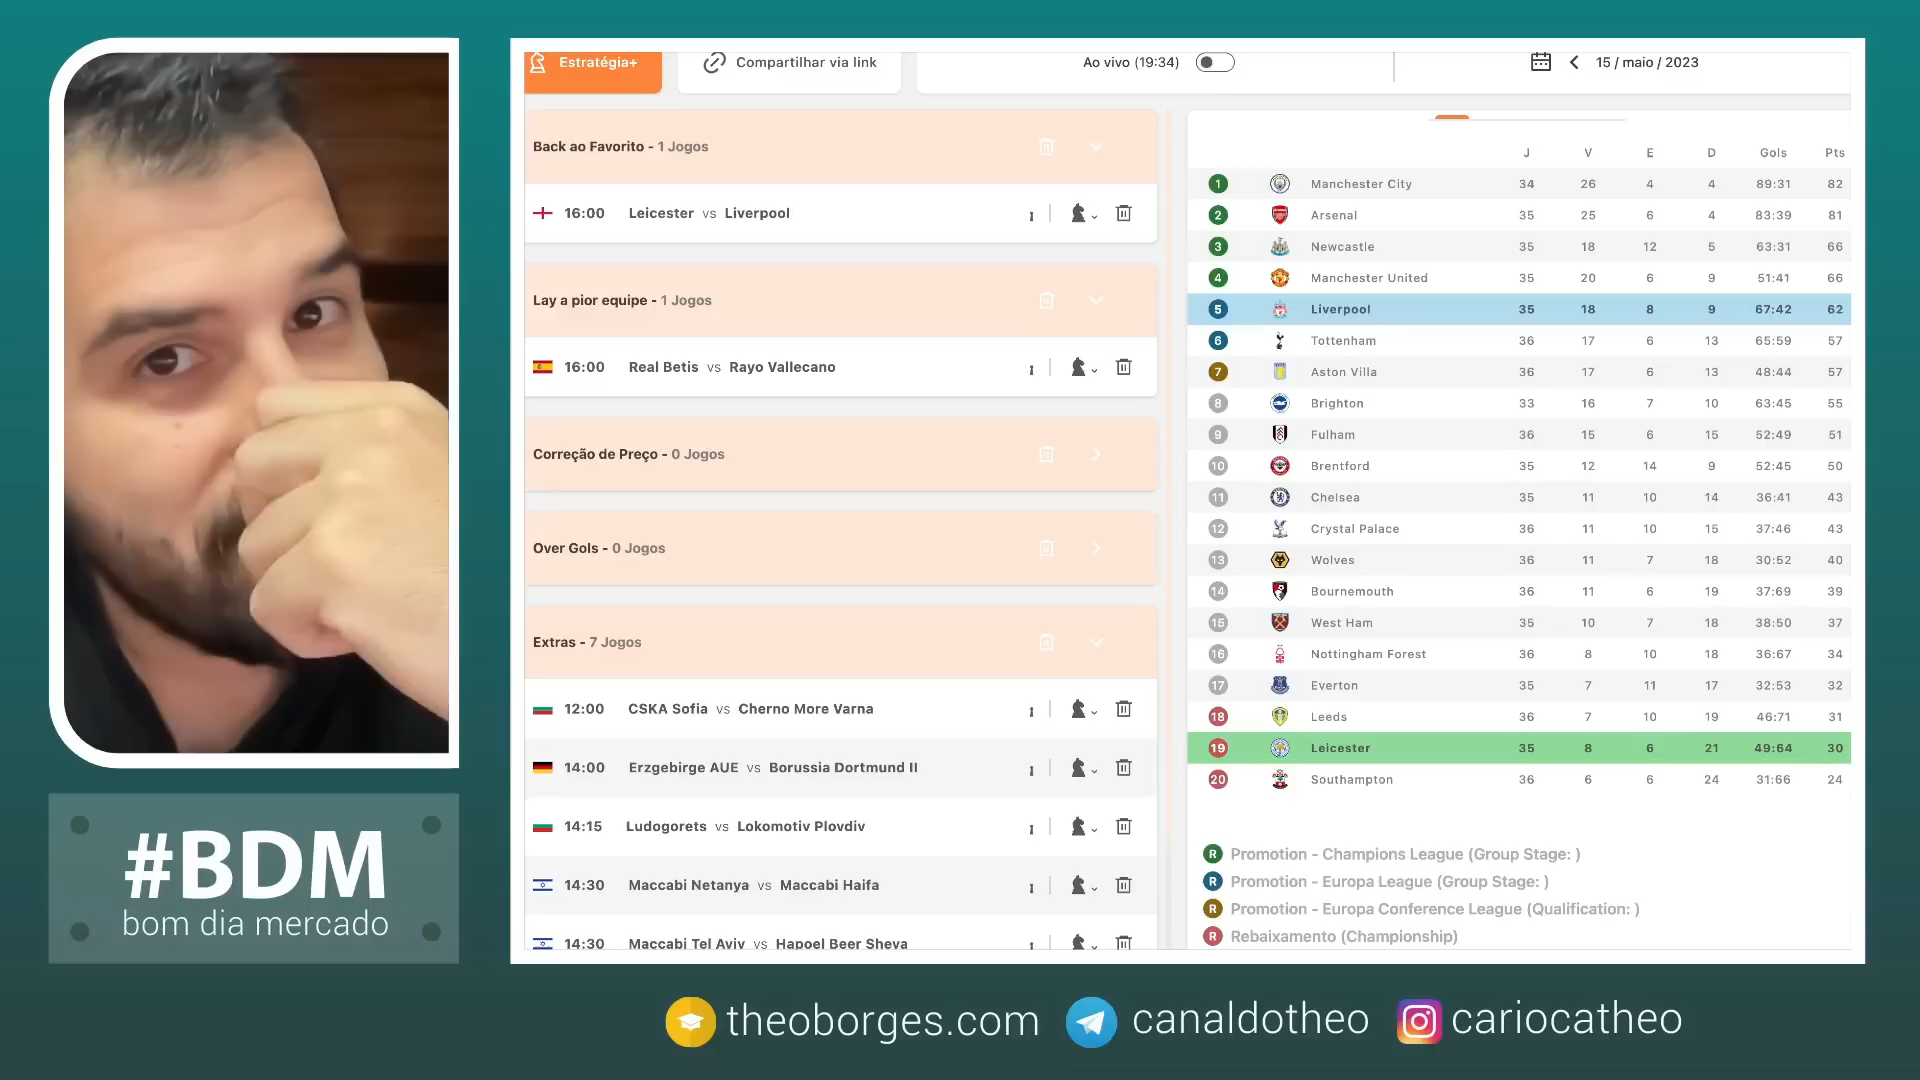 Estratégia+
Compartilhar via link
Ao vivo (19:34)
15 / maio / 2023
Back ao Favorito - 1 Jogos
16:00 Leicester vs Liverpool
Lay a pior equipe - 1 Jogos
16:00 Real Betis vs Rayo Vallecano
Correção de Preço - 0 Jogos
Over Gols - 0 Jogos
Extras - 7 Jogos
12:00 CSKA Sofia vs Cherno More Varna
14:00 Erzgebirge AUE vs Borussia Dortmund II
14:15 Ludogorets vs Lokomotiv Plovdiv
14:30 Maccabi Netanya vs Maccabi Haifa
14:30 Maccabi Tel Aviv vs Hapoel Beer Sheva
J V E D Gols Pts
1 Manchester City 34 26 4 4 89:31 82
2 Arsenal 35 25 6 4 83:39 81
3 Newcastle 35 18 12 5 63:31 66
4 Manchester United 35 20 6 9 51:41 66
5 Liverpool 35 18 8 9 67:42 62
6 Tottenham 36 17 6 13 65:59 57
7 Aston Villa 36 17 6 13 48:44 57
8 Brighton 33 16 7 10 63:45 55
9 Fulham 36 15 6 15 52:49 51
10 Brentford 35 12 14 9 52:45 50
11 Chelsea 35 11 10 14 36:41 43
12 Crystal Palace 36 11 10 15 37:46 43
13 Wolves 36 11 7 18 30:52 40
14 Bournemouth 36 11 6 19 37:69 39
15 West Ham 35 10 7 18 38:50 37
16 Nottingham Forest 36 8 10 18 36:67 34
17 Everton 35 7 11 17 32:53 32
18 Leeds 36 7 10 19 46:71 31
19 Leicester 35 8 6 21 49:64 30
20 Southampton 36 6 6 24 31:66 24
R Promotion - Champions League (Group Stage: )
R Promotion - Europa League (Group Stage: )
R Promotion - Europa Conference League (Qualification: )
R Rebaixamento (Championship)
#BDM
bom dia mercado
theoborges.com
canaldotheo
cariocatheo